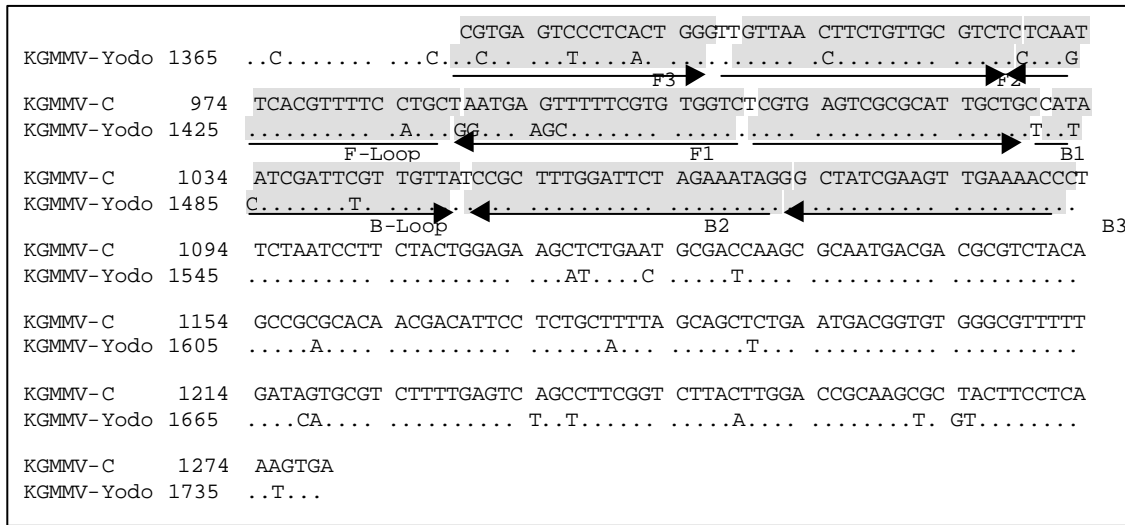 CGTGA GTCCCTCACT GGGTTGTTAA CTTCTGTTGC GTCTCTCAAT
KGMMV-Yodo 1365 ..C....... ....C ..C.. ....T..... A......... ...C...... .....C...G
F3 F2
KGMMV-C 974 TCACGTTTTC CTGCTAATGA GTTTTTCGTG TGGTCTCGTG AGTCGCGCAT TGCTGCCATA
KGMMV-Yodo 1425 .......... ..A...GG.. ..AGC..... .......... .......... ......T..T
F-Loop F1 B1
KGMMV-C 1034 ATCGATTCGT TGTTATCCGC TTTGGATTCT AGAAATAGGG CTATCGAAGT TGAAAACCCT
KGMMV-Yodo 1485 C.......T. .......... .......... .......... .......... ..........
B-Loop B2 B3
KGMMV-C 1094 TCTAATCCTT CTACTGGAGA AGCTCTGAAT GCGACCAAGC GCAATGACGA CGCGTCTACA
KGMMV-Yodo 1545 .......... .......... ...AT....C .....T.... .......... ..........
KGMMV-C 1154 GCCGCGCACA ACGACATTCC TCTGCTTTTA GCAGCTCTGA ATGACGGTGT GGGCGTTTTT
KGMMV-Yodo 1605 .....A.... .......... ......A... ......T... .......... ..........
KGMMV-C 1214 GATAGTGCGT CTTTTGAGTC AGCCTTCGGT CTTACTTGGA CCGCAAGCGC TACTTCCTCA
KGMMV-Yodo 1665 ....CA.... .......... T.T....... .....A.... ........T. GT........
KGMMV-C 1274 AAGTGA
KGMMV-Yodo 1735 ..T...